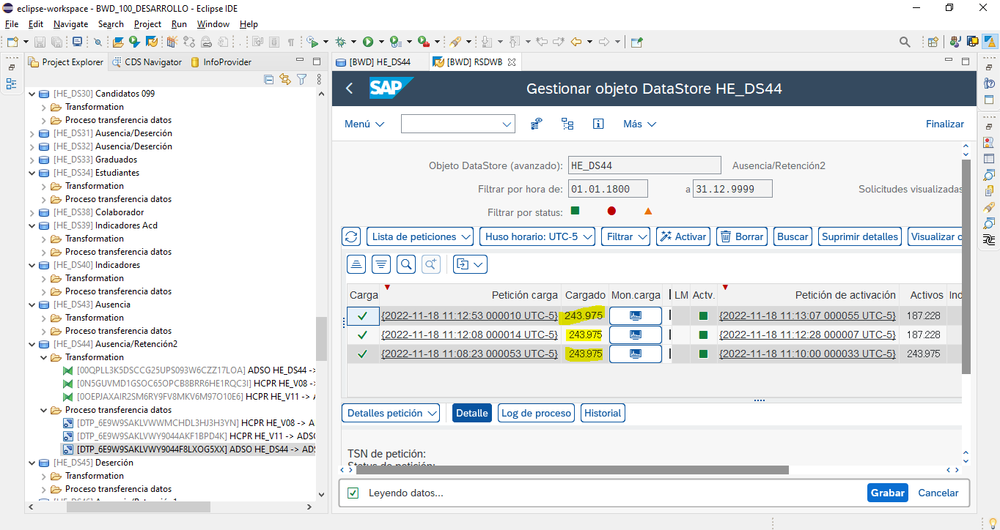 eclipse-workspace - BWD_100_DESARROLLO - Eclipse IDE
File Edit Navigate Search Project Run Window Help
Project Explorer CDS Navigator InfoProvider
[HE_DS30] Candidatos 099
Transformation
Proceso transferencia datos
[HE_DS31] Ausencia/Deserción
[HE_DS32] Ausencia/Deserción
[HE_DS33] Graduados
[HE_DS34] Estudiantes
Transformation
Proceso transferencia datos
[HE_DS38] Colaborador
[HE_DS39] Indicadores Acd
Transformation
Proceso transferencia datos
[HE_DS40] Indicadores
Transformation
Proceso transferencia datos
[HE_DS43] Ausencia
Transformation
Proceso transferencia datos
[HE_DS44] Ausencia/Retención2
Transformation
[00QPLL3K5DSCCG25UPS093W6CZZ17LOA] ADSO HE_DS44 ->
[0N5GUVMD1GSOC65OPCB8BRR6HE1RQC3I] HCPR HE_V08 ->
[0OEPJAXAIR2SM6RY9FV8MKV6M97O10E6] HCPR HE_V11 -> A
Proceso transferencia datos
[DTP_6E9W9SAKLVWWMCHDL3HJ3H3YN] HCPR HE_V08 -> A
[DTP_6E9W9SAKLVWY9044AKF1BPD4K] HCPR HE_V11 -> ADSO
[DTP_6E9W9SAKLVWY9044F8LXOG5XX] ADSO HE_DS44 -> ADS
[HE_DS45] Deserción
Transformation
Proceso transferencia datos
[BWD] HE_DS44 [BWD] RSDWB
SAP Gestionar objeto DataStore HE_DS44
Menú Más Finalizar
Objeto DataStore (avanzado): HE_DS44 Ausencia/Retención2
Filtrar por hora de: 01.01.1800 a 31.12.9999 Solicitudes visualizadas
Filtrar por status:
Lista de peticiones Huso horario: UTC-5 Filtrar Activar Borrar Buscar Suprimir detalles Visualizar
Carga Petición carga Cargado Mon.carga LM Actv. Petición de activación Activos
{2022-11-18 11:12:53 000010 UTC-5} 243.975 {2022-11-18 11:13:07 000055 UTC-5} 187.228
{2022-11-18 11:12:08 000014 UTC-5} 243.975 {2022-11-18 11:12:28 000007 UTC-5} 187.228
{2022-11-18 11:08:23 000053 UTC-5} 243.975 {2022-11-18 11:10:00 000033 UTC-5} 243.975
Detalles petición Detalle Log de proceso Historial
TSN de petición:
Status de petición:
Leyendo datos... Grabar Cancelar